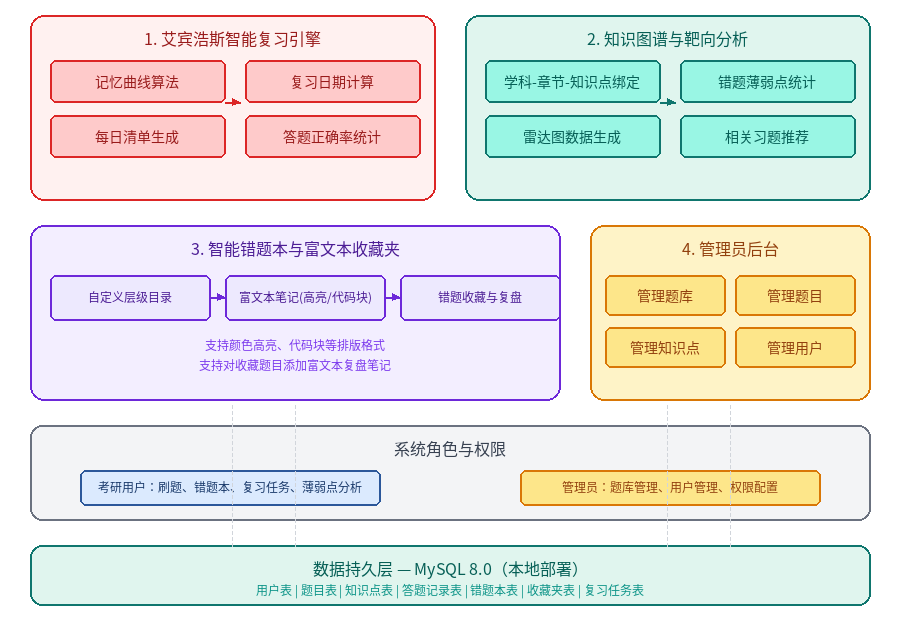 1. 艾宾浩斯智能复习引擎
记忆曲线算法
复习日期计算
每日清单生成
答题正确率统计
2. 知识图谱与靶向分析
学科-章节-知识点绑定
错题薄弱点统计
雷达图数据生成
相关习题推荐
3. 智能错题本与富文本收藏夹
自定义层级目录
富文本笔记(高亮/代码块)
错题收藏与复盘
支持颜色高亮、代码块等排版格式
支持对收藏题目添加富文本复盘笔记
4. 管理员后台
管理题库
管理题目
管理知识点
管理用户
系统角色与权限
考研用户：刷题、错题本、复习任务、薄弱点分析
管理员：题库管理、用户管理、权限配置
数据持久层 — MySQL 8.0（本地部署）
用户表 | 题目表 | 知识点表 | 答题记录表 | 错题本表 | 收藏夹表 | 复习任务表